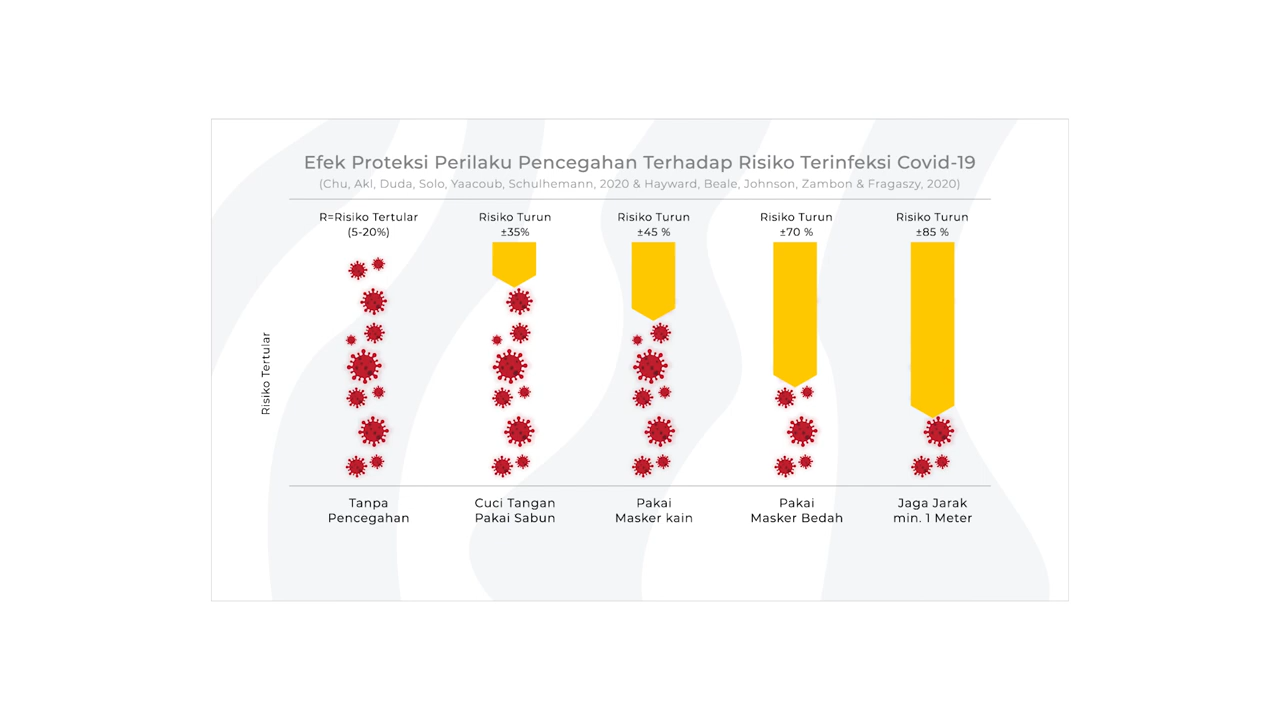 Efek Proteksi Perilaku Pencegahan Terhadap Risiko Terinfeksi Covid-19
(Chu, Akl, Duda, Solo, Yaacoub, Schulhemann, 2020 & Hayward, Beale, Johnson, Zambon & Fragaszy, 2020)
R=Risiko Tertular
(5-20%)
Risiko Turun
±35%
Risiko Turun
±45 %
Risiko Turun
±70 %
Risiko Turun
±85 %
Risiko Tertular
Tanpa
Pencegahan
Cuci Tangan
Pakai Sabun
Pakai
Masker kain
Pakai
Masker Bedah
Jaga Jarak
min. 1 Meter